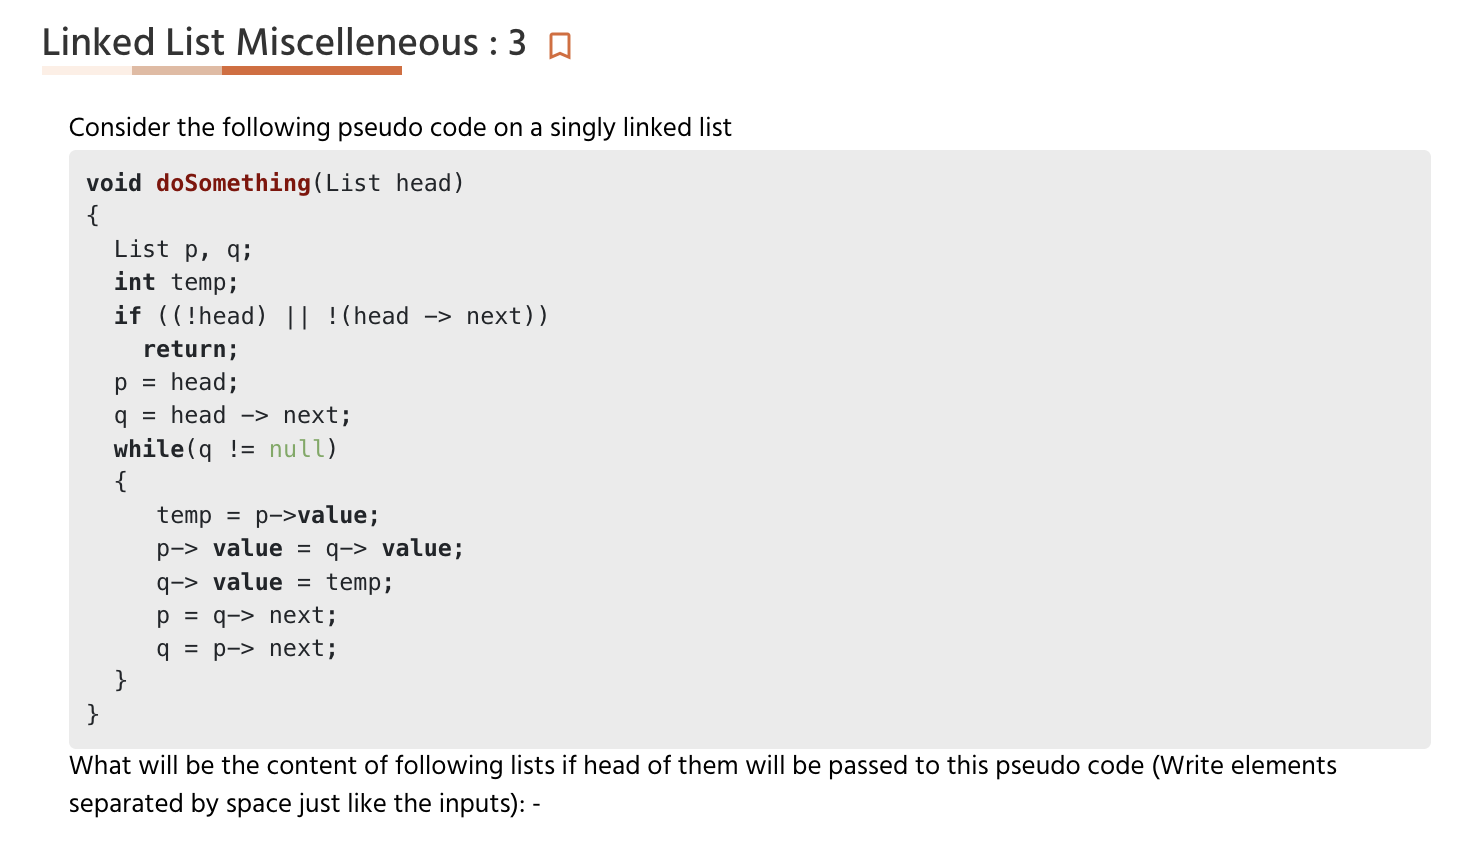 Linked List Miscelleneous : 3
Consider the following pseudo code on a singly linked list
void doSomething(List head)
{
  List p, q;
  int temp;
  if ((!head) || !(head −> next))
    return;
  p = head;
  q = head −> next;
  while(q != null)
  {
     temp = p−>value;
     p−> value = q−> value;
     q−> value = temp;
     p = q−> next;
     q = p−> next;
  }
}
What will be the content of following lists if head of them will be passed to this pseudo code (Write elements
separated by space just like the inputs): -